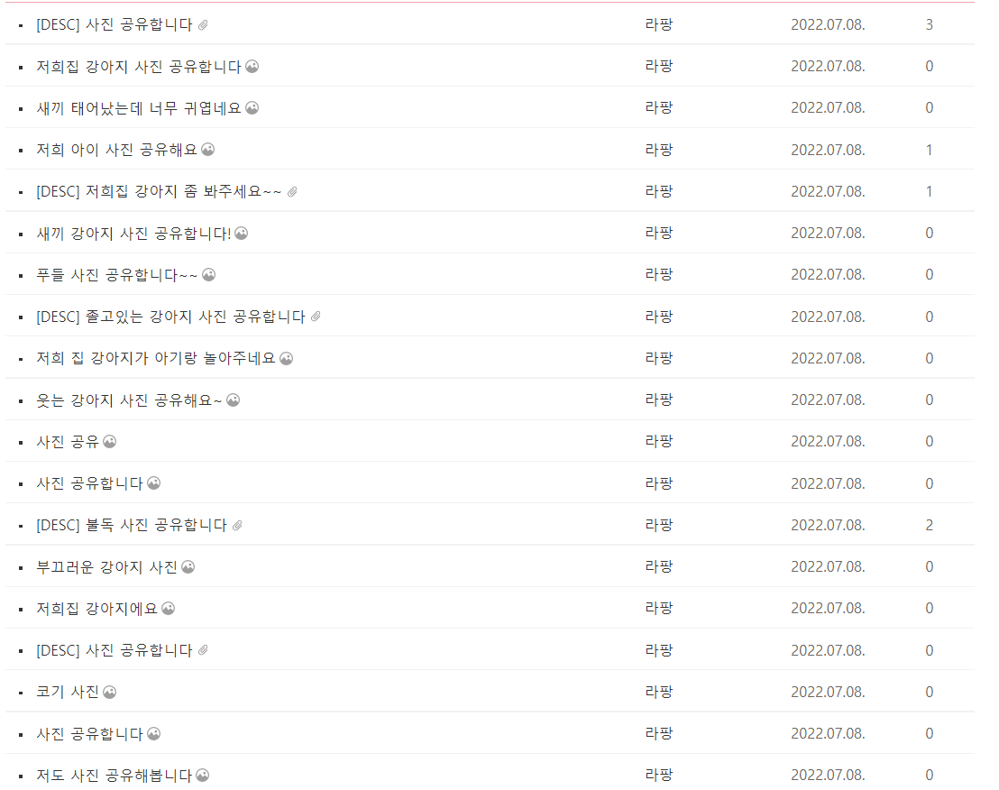 [DESC] 사진 공유합니다 라팡 2022.07.08. 3
저희집 강아지 사진 공유합니다 라팡 2022.07.08. 0
새끼 태어났는데 너무 귀엽네요 라팡 2022.07.08. 0
저희 아이 사진 공유해요 라팡 2022.07.08. 1
[DESC] 저희집 강아지 좀 봐주세요~~ 라팡 2022.07.08. 1
새끼 강아지 사진 공유합니다! 라팡 2022.07.08. 0
푸들 사진 공유합니다~~ 라팡 2022.07.08. 0
[DESC] 졸고있는 강아지 사진 공유합니다 라팡 2022.07.08. 0
저희 집 강아지가 아기랑 놀아주네요 라팡 2022.07.08. 0
웃는 강아지 사진 공유해요~ 라팡 2022.07.08. 0
사진 공유 라팡 2022.07.08. 0
사진 공유합니다 라팡 2022.07.08. 0
[DESC] 불독 사진 공유합니다 라팡 2022.07.08. 2
부끄러운 강아지 사진 라팡 2022.07.08. 0
저희집 강아지에요 라팡 2022.07.08. 0
[DESC] 사진 공유합니다 라팡 2022.07.08. 0
코기 사진 라팡 2022.07.08. 0
사진 공유합니다 라팡 2022.07.08. 0
저도 사진 공유해봅니다 라팡 2022.07.08. 0